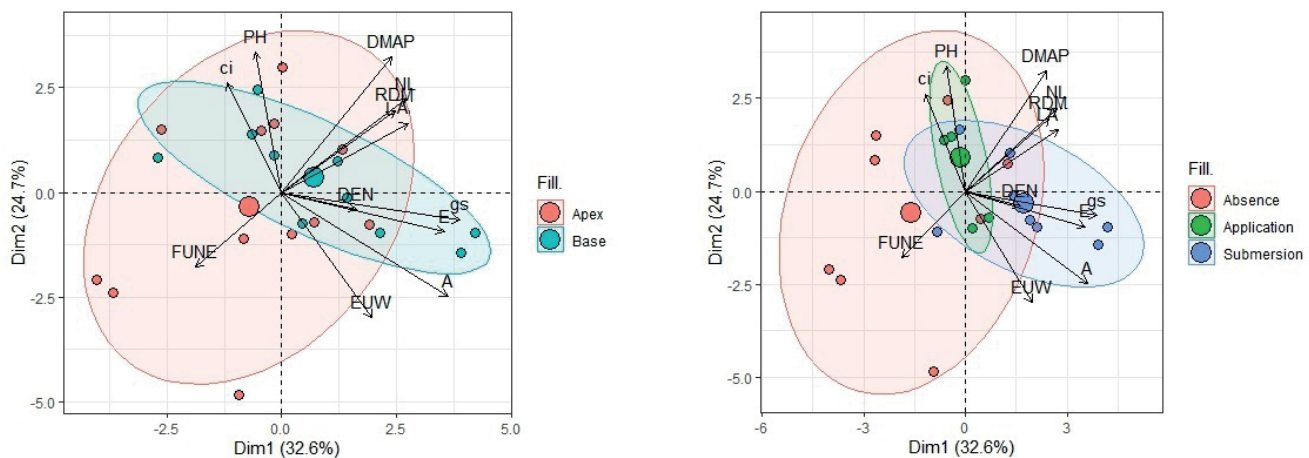 PH
DMAP
ci
NL
RDM
LA
DEN
gs
E
FUNE
A
EUW
2.5
0.0
-2.5
-5.0
-2.5
0.0
2.5
5.0
Dim2 (24.7%)
Dim1 (32.6%)
Fill.
Apex
Base
PH
DMAP
ci
NL
RDM
LA
DEN
gs
E
FUNE
A
EUW
2.5
0.0
-2.5
-5.0
-6
-3
0
3
Dim2 (24.7%)
Dim1 (32.6%)
Fill.
Absence
Application
Submersion